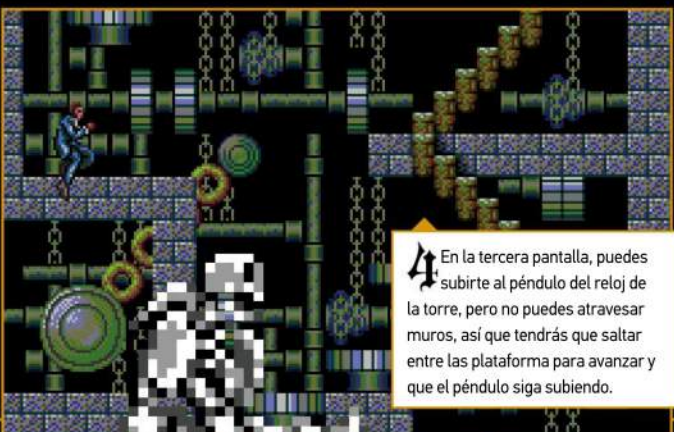 4 En la tercera pantalla, puedes
subirte al péndulo del reloj de
la torre, pero no puedes atravesar
muros, así que tendrás que saltar
entre las plataforma para avanzar y
que el péndulo siga subiendo.